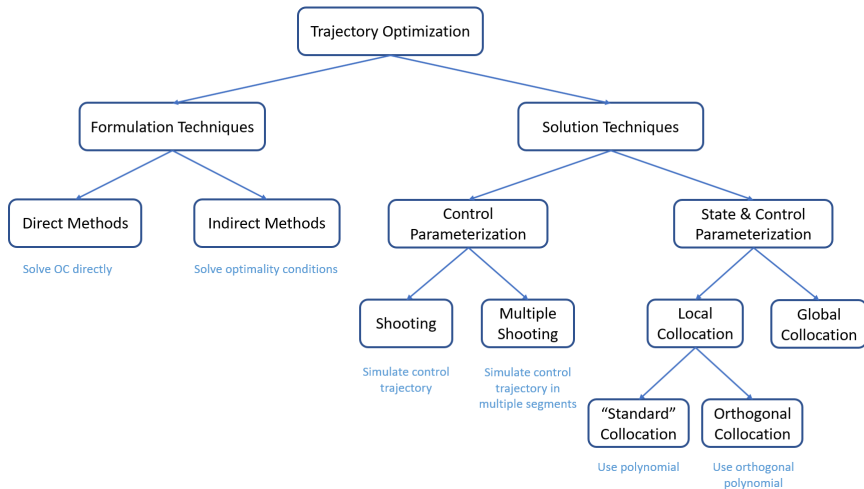 Trajectory Optimization
Formulation Techniques
Solution Techniques
Direct Methods
Indirect Methods
Control
Parameterization
State & Control
Parameterization
Solve OC directly
Solve optimality conditions
Shooting
Multiple
Shooting
Local
Collocation
Global
Collocation
Simulate control
trajectory
Simulate control
trajectory in
multiple segments
“Standard”
Collocation
Orthogonal
Collocation
Use polynomial
Use orthogonal
polynomial